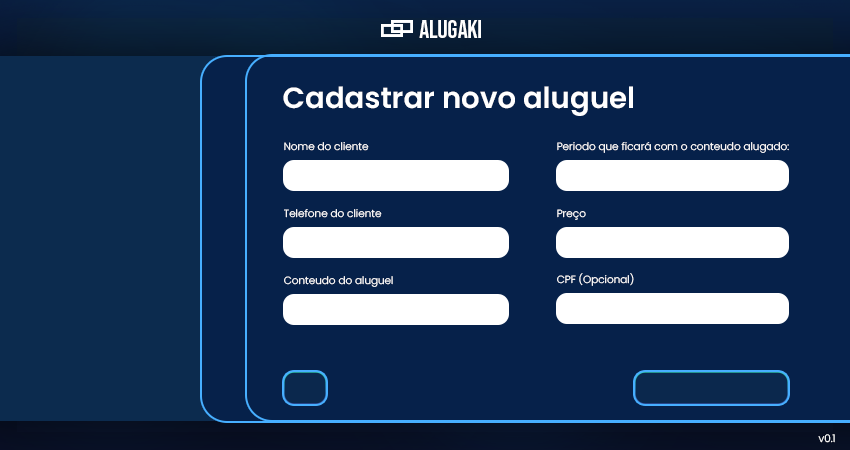 ALUGAKI
Cadastrar novo aluguel
Nome do cliente
Periodo que ficará com o conteudo alugado:
Telefone do cliente
Preço
Conteudo do aluguel
CPF (Opcional)
v0.1